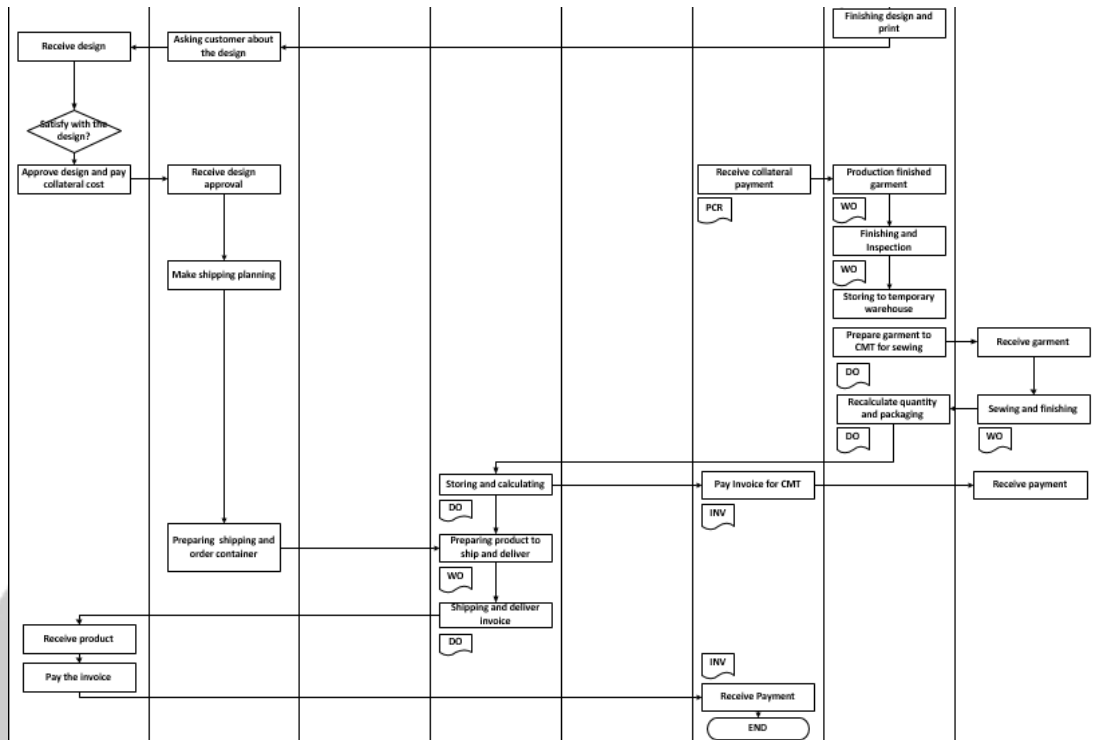 Finishing design and
print
Receive design
Asking customer about
the design
Satisfy with the
design?
Approve design and pay
collateral cost
Receive design
approval
Receive collateral
payment
Production finished
garment
PCR
WO
Finishing and
Inspection
Make shipping planning
WO
Storing to temporary
warehouse
Prepare garment to
CMT for sewing
Receive garment
DO
Recalculate quantity
and packaging
Sewing and finishing
DO
WO
Storing and calculating
Pay Invoice for CMT
Receive payment
DO
INV
Preparing shipping and
order container
Preparing product to
ship and deliver
WO
Shipping and deliver
invoice
Receive product
DO
INV
Pay the invoice
Receive Payment
END